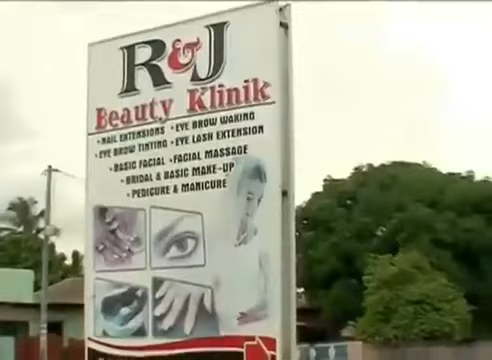 R&J
Beauty Klinik
• NAIL EXTENSIONS • EYE BROW WAXING
• EYE BROW TINTING • EYE LASH EXTENSION
• BASIC FACIAL • FACIAL MASSAGE
• BRIDAL & BASIC MAKE-UP
• PEDICURE & MANICURE